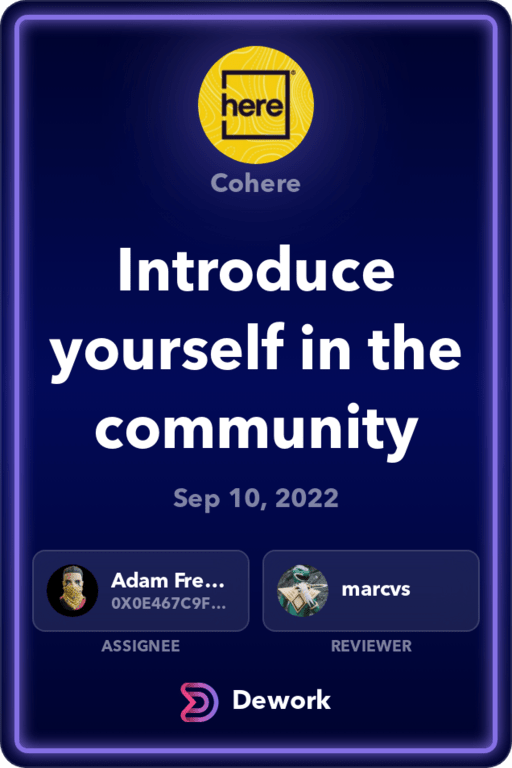 here
Cohere
Introduce
yourself in the
community
Sep 10, 2022
Adam Fre...
0X0E467C9F...
ASSIGNEE
marcvs
REVIEWER
Dework